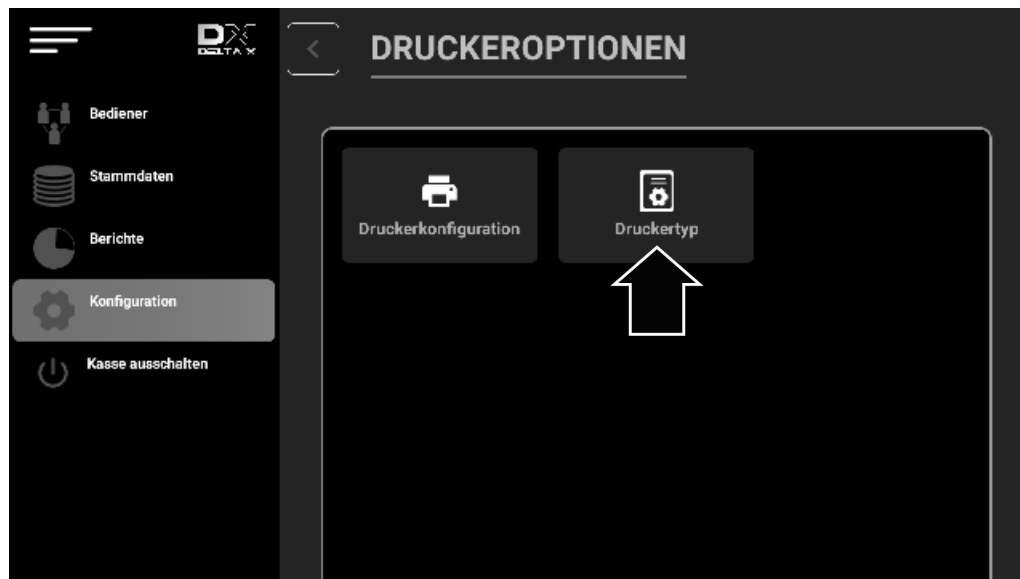 DX
DELTA X
DRUCKEROPTIONEN
Bediener
Stammdaten
Berichte
Konfiguration
Kasse ausschalten
Druckerkonfiguration
Druckertyp